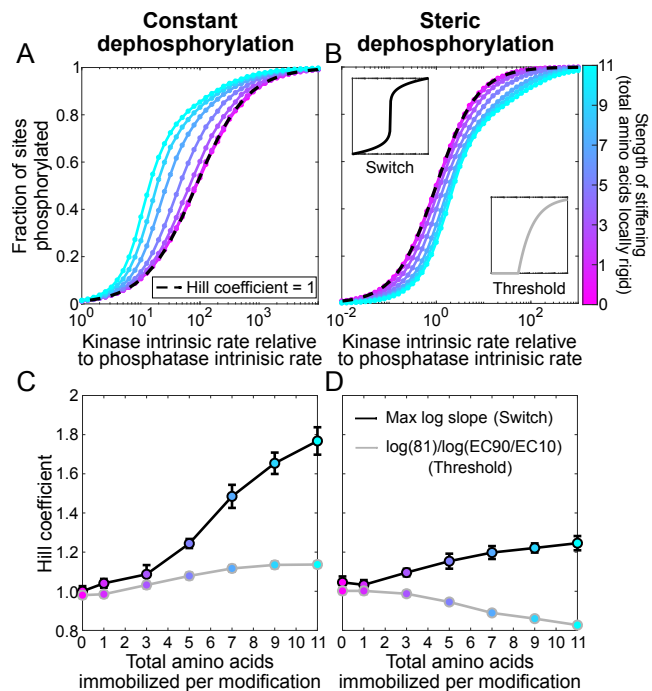 Constant
dephosphorylation
Steric
dephosphorylation
A
B
Fraction of sites
phosphorylated
1
0.8
0.6
0.4
0.2
0
Hill coefficient = 1
10^0 10^1 10^2 10^3
Kinase intrinsic rate relative
to phosphatase intrinisic rate
Switch
Threshold
10^-2 10^0 10^2
Kinase intrinsic rate relative
to phosphatase intrinisic rate
11
9
7
5
3
1
0
Stength of stiffening
(total amino acids locally rigid)
C
D
Hill coefficient
2
1.8
1.6
1.4
1.2
1.0
0.8
0 1 2 3 4 5 6 7 8 9 10 11
Total amino acids
immobilized per modification
Max log slope (Switch)
log(81)/log(EC90/EC10)
(Threshold)
0 1 2 3 4 5 6 7 8 9 10 11
Total amino acids
immobilized per modification